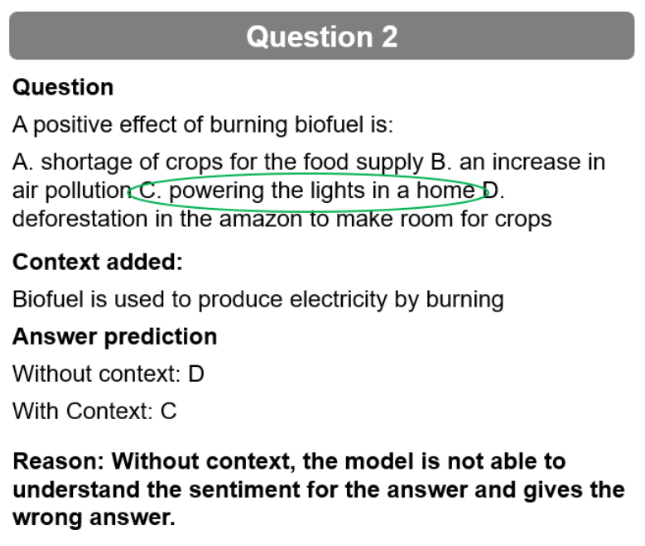 Question 2
Question
A positive effect of burning biofuel is:
A. shortage of crops for the food supply B. an increase in
air pollution C. powering the lights in a home D.
deforestation in the amazon to make room for crops
Context added:
Biofuel is used to produce electricity by burning
Answer prediction
Without context: D
With Context: C
Reason: Without context, the model is not able to
understand the sentiment for the answer and gives the
wrong answer.